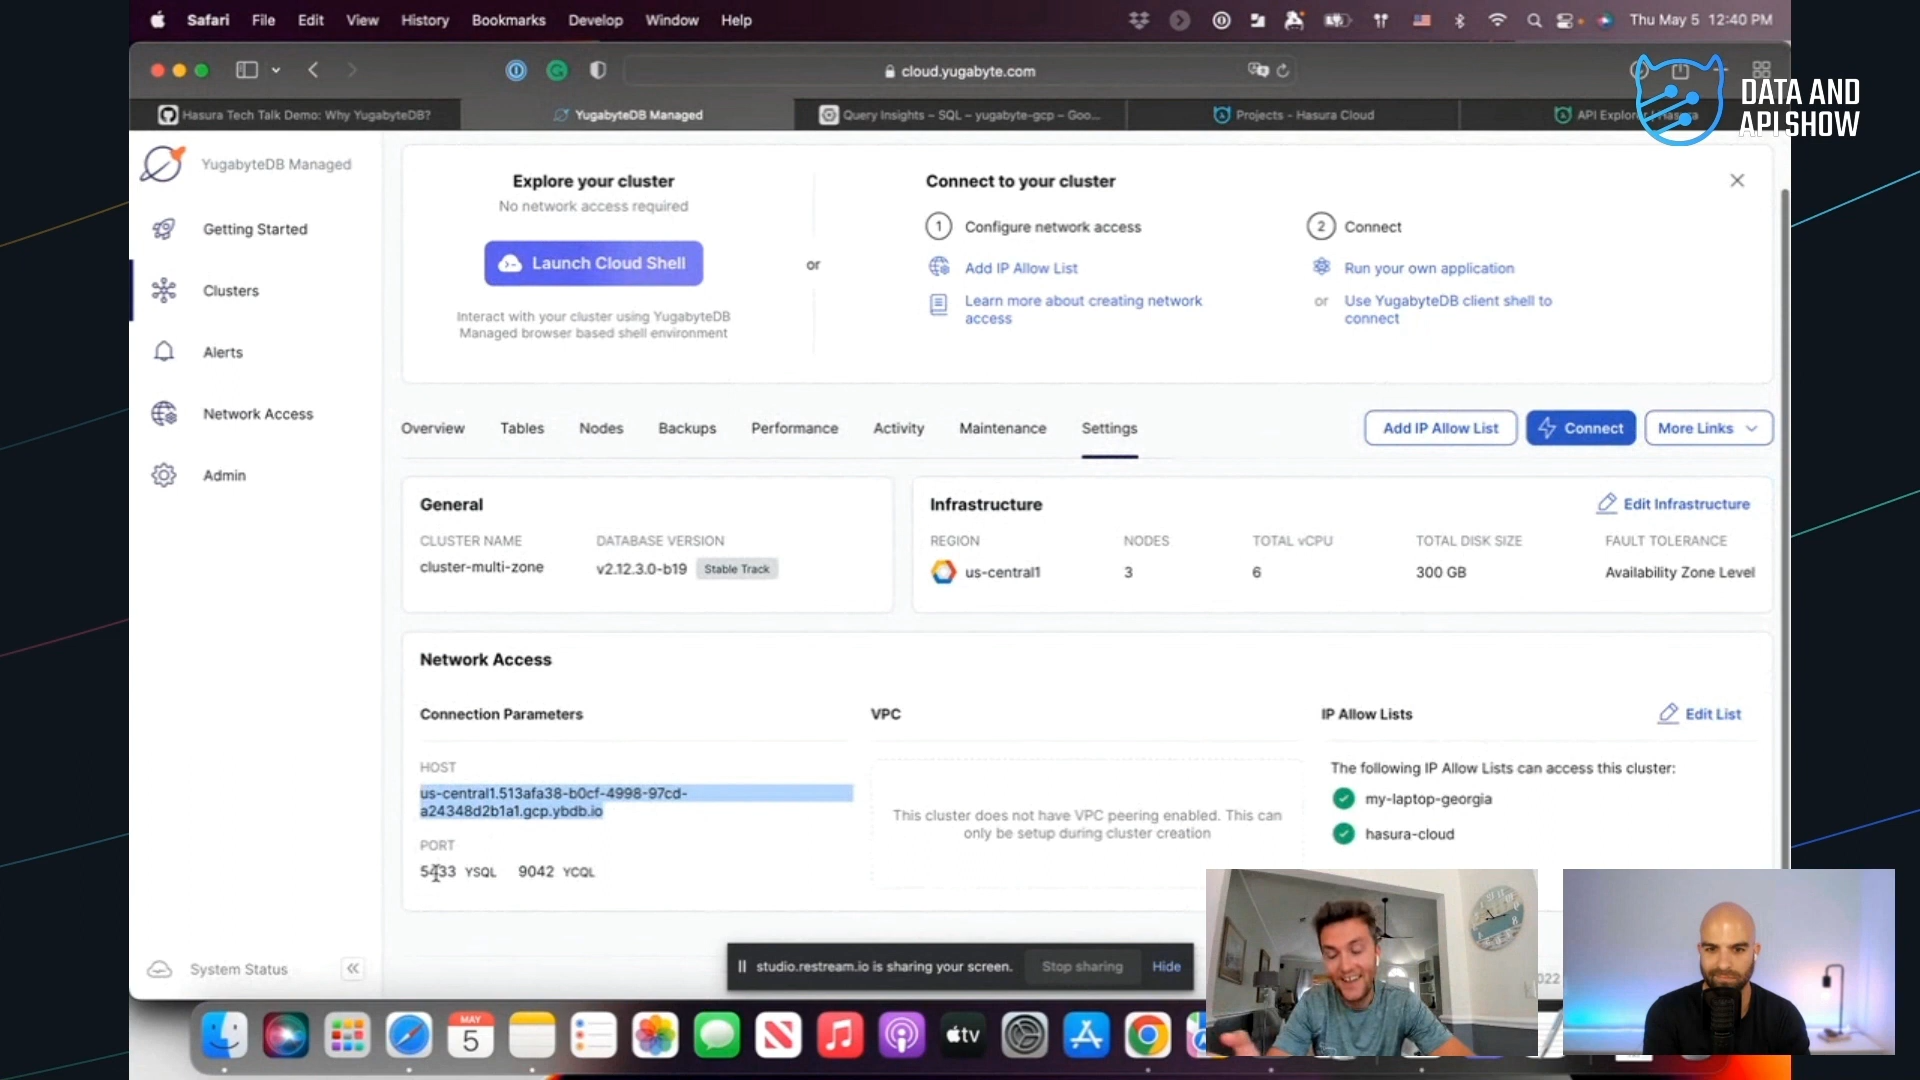 Safari File Edit View History Bookmarks Develop Window Help
Thu May 5 12:40 PM
cloud.yugabyte.com
Hasura Tech Talk Demo: Why YugabyteDB?
YugabyteDB Managed
Query Insights – SQL – yugabyte-gcp – Goo...
Projects - Hasura Cloud
DATA AND
API SHOW
YugabyteDB Managed
Getting Started
Clusters
Alerts
Network Access
Admin
System Status
Explore your cluster
No network access required
Launch Cloud Shell
Interact with your cluster using YugabyteDB
Managed browser based shell environment
or
Connect to your cluster
1 Configure network access
Add IP Allow List
Learn more about creating network
access
2 Connect
Run your own application
or Use YugabyteDB client shell to
connect
Overview Tables Nodes Backups Performance Activity Maintenance Settings
Add IP Allow List Connect More Links
General
CLUSTER NAME DATABASE VERSION
cluster-multi-zone v2.12.3.0-b19 Stable Track
Infrastructure
Edit Infrastructure
REGION NODES TOTAL vCPU TOTAL DISK SIZE FAULT TOLERANCE
us-central1 3 6 300 GB Availability Zone Level
Network Access
Connection Parameters
HOST
us-central1.513afa38-b0cf-4998-97cd-
a24348d2b1a1.gcp.ybdb.io
PORT
5433 YSQL 9042 YCQL
VPC
This cluster does not have VPC peering enabled. This can
only be setup during cluster creation
IP Allow Lists
Edit List
The following IP Allow Lists can access this cluster:
my-laptop-georgia
hasura-cloud
studio.restream.io is sharing your screen. Stop sharing Hide
MAY
5
tv